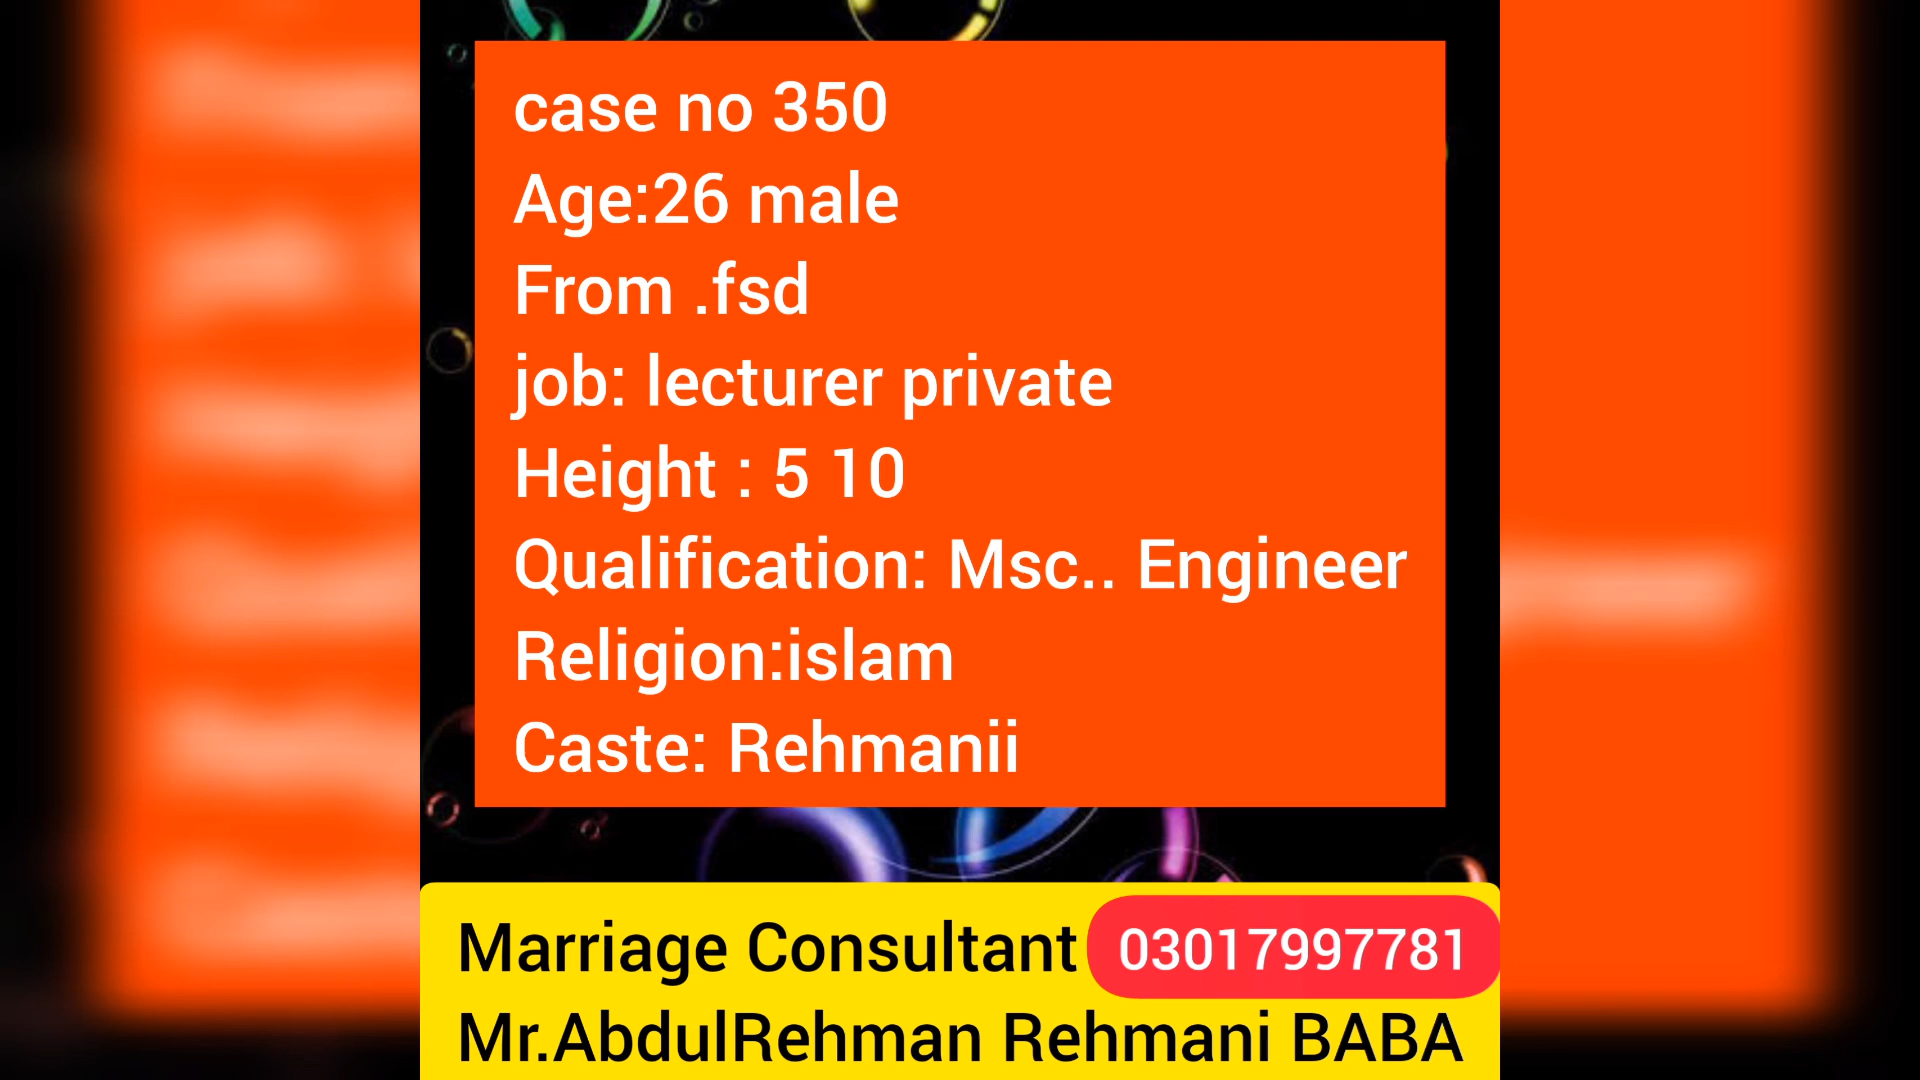 case no 350
Age:26 male
From .fsd
job: lecturer private
Height : 5 10
Qualification: Msc.. Engineer
Religion:islam
Caste: Rehmanii
Marriage Consultant 03017997781
Mr.AbdulRehman Rehmani BABA